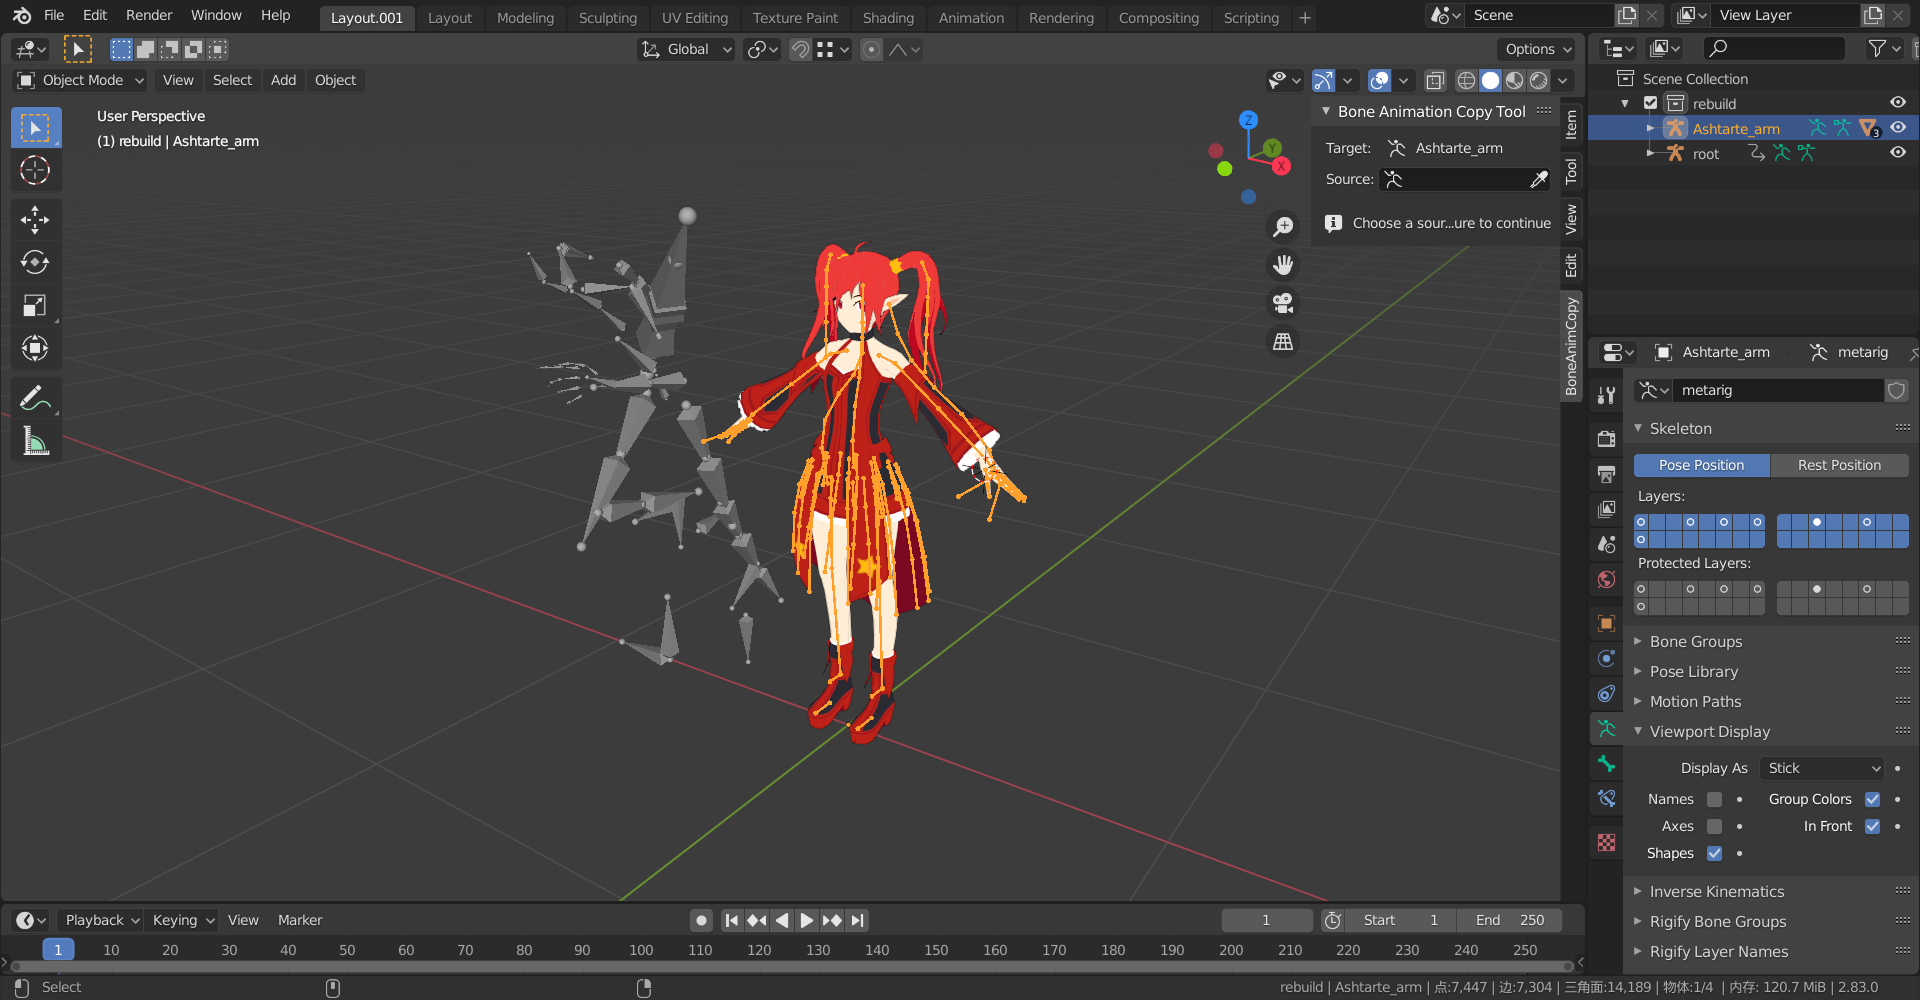 File Edit Render Window Help Layout.001 Layout Modeling Sculpting UV Editing Texture Paint Shading Animation Rendering Compositing Scripting + Scene View Layer
Global Options
Object Mode View Select Add Object
User Perspective
(1) rebuild | Ashtarte_arm
Z
Y
X
Bone Animation Copy Tool
Target: Ashtarte_arm
Source:
Choose a sour...ure to continue
Item
Tool
View
Edit
BoneAnimCopy
Scene Collection
rebuild
Ashtarte_arm 3
root
Ashtarte_arm metarig
metarig
Skeleton
Pose Position Rest Position
Layers:
Protected Layers:
Bone Groups
Pose Library
Motion Paths
Viewport Display
Display As Stick
Names Group Colors
Axes In Front
Shapes
Inverse Kinematics
Rigify Bone Groups
Rigify Layer Names
Playback Keying View Marker 1 Start 1 End 250
1 10 20 30 40 50 60 70 80 90 100 110 120 130 140 150 160 170 180 190 200 210 220 230 240 250
Select
rebuild | Ashtarte_arm | 点:7,447 | 边:7,304 | 三角面:14,189 | 物体:1/4 | 内存: 120.7 MiB | 2.83.0